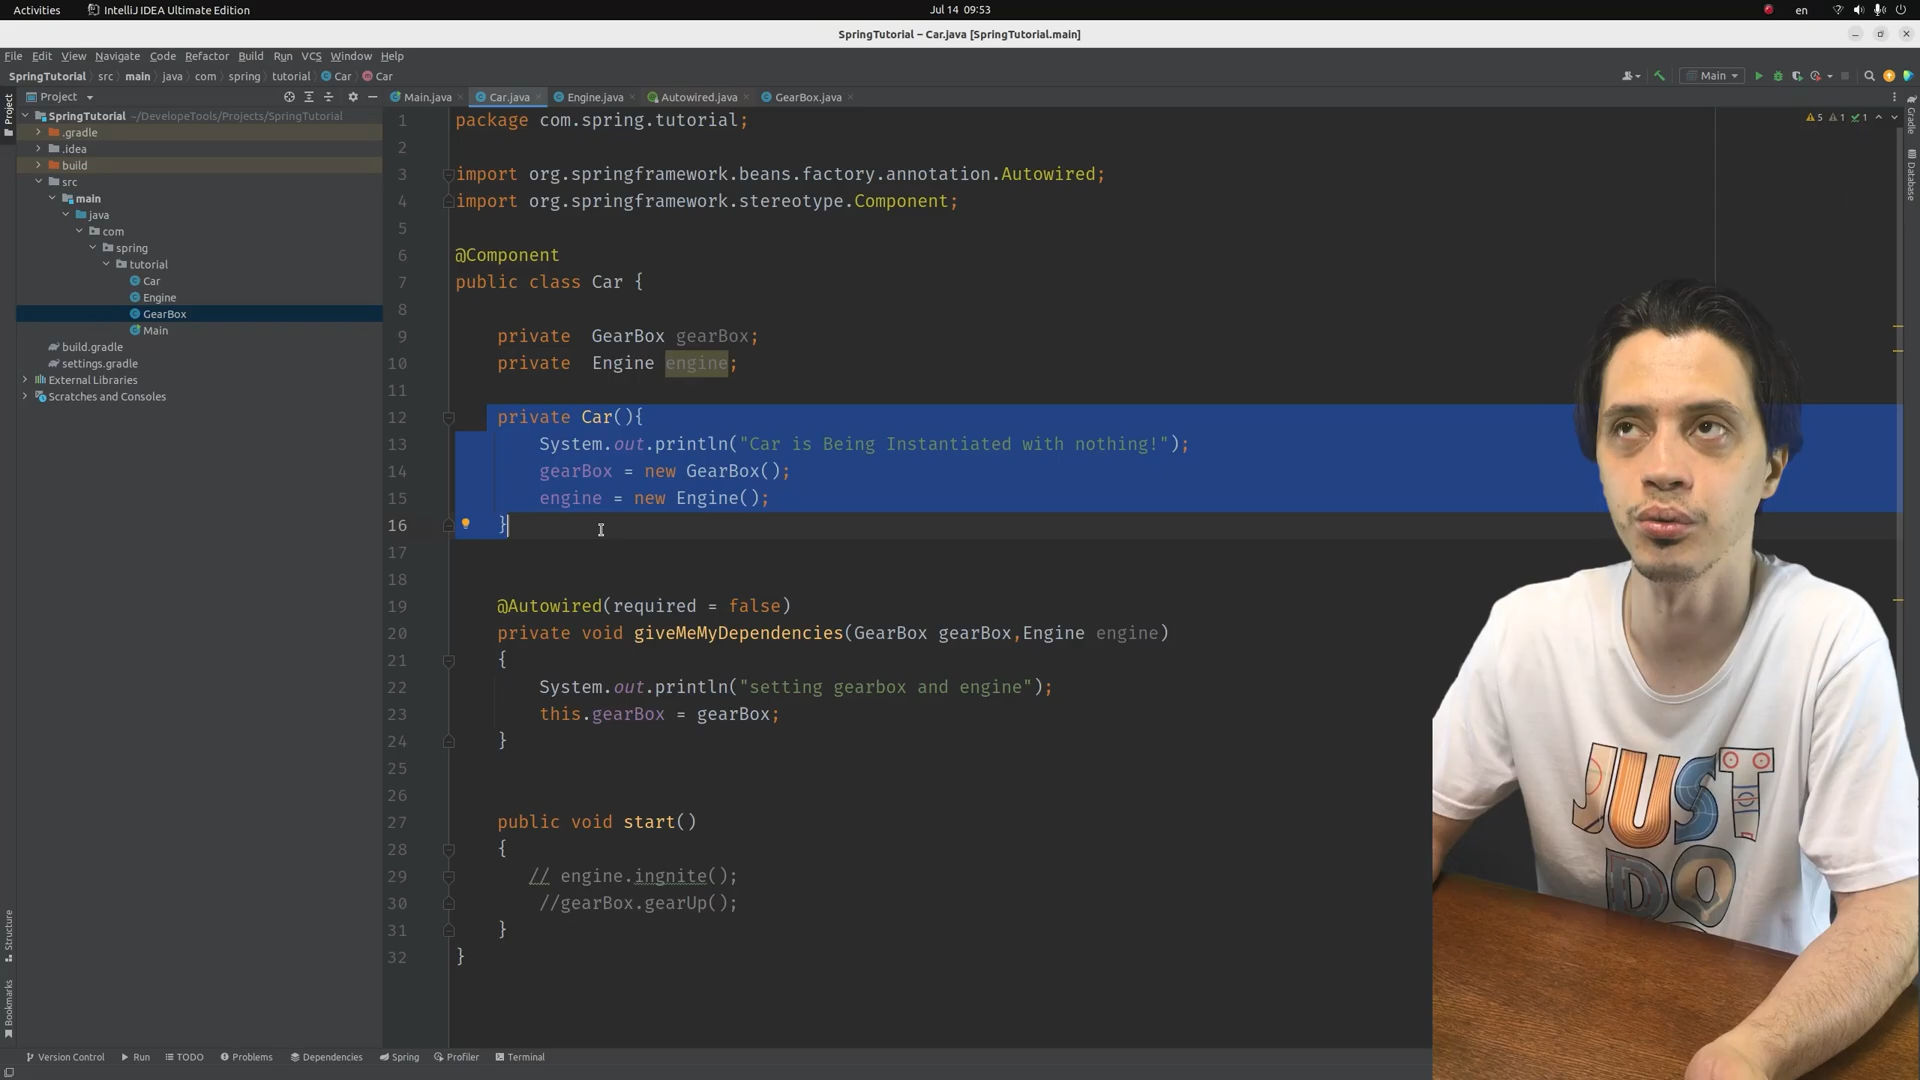 Activities
IntelliJ IDEA Ultimate Edition
Jul 14 09:53
en
SpringTutorial – Car.java [SpringTutorial.main]
File Edit View Navigate Code Refactor Build Run VCS Window Help
SpringTutorial src main java com spring tutorial Car Car
Main
Project
Main.java Car.java Engine.java Autowired.java GearBox.java
Project
SpringTutorial ~/DevelopeTools/Projects/SpringTutorial
.gradle
.idea
build
src
main
java
com
spring
tutorial
Car
Engine
GearBox
Main
build.gradle
settings.gradle
External Libraries
Scratches and Consoles
5 1 1
Gradle
Database
1 package com.spring.tutorial;
2
3 import org.springframework.beans.factory.annotation.Autowired;
4 import org.springframework.stereotype.Component;
5
6 @Component
7 public class Car {
8
9 private  GearBox gearBox;
10 private  Engine engine;
11
12 private Car(){
13 System.out.println("Car is Being Instantiated with nothing!");
14 gearBox = new GearBox();
15 engine = new Engine();
16 }
17
18
19 @Autowired(required = false)
20 private void giveMeMyDependencies(GearBox gearBox,Engine engine)
21 {
22 System.out.println("setting gearbox and engine");
23 this.gearBox = gearBox;
24 }
25
26
27 public void start()
28 {
29 // engine.ingnite();
30 //gearBox.gearUp();
31 }
32 }
JUST
DO
Structure
Bookmarks
Version Control Run TODO Problems Dependencies Spring Profiler Terminal